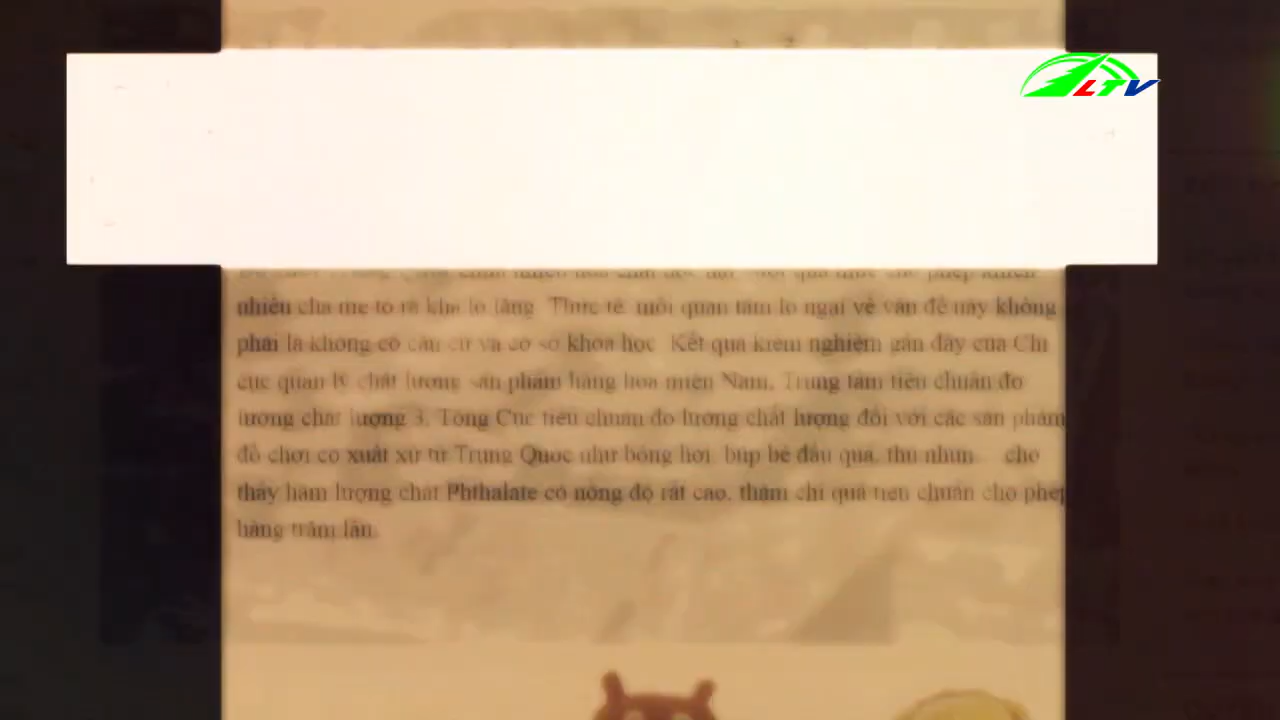 LTV
nhiều cha mẹ tỏ ra khá lo lắng. Thực tế, mối quan tâm lo ngại về vấn đề này không
phải là không có căn cứ và cơ sở khoa học. Kết quả kiểm nghiệm gần đây của Chi
cục quản lý chất lượng sản phẩm hàng hóa miền Nam, Trung tâm tiêu chuẩn đo
lường chất lượng 3, Tổng Cục tiêu chuẩn đo lường chất lượng đối với các sản phẩm
đồ chơi có xuất xứ từ Trung Quốc như bóng hơi, búp bê đầu quả, thú nhún cho
thấy hàm lượng chất Phthalate có nồng độ rất cao, thậm chí quá tiêu chuẩn cho phép
hàng trăm lần.